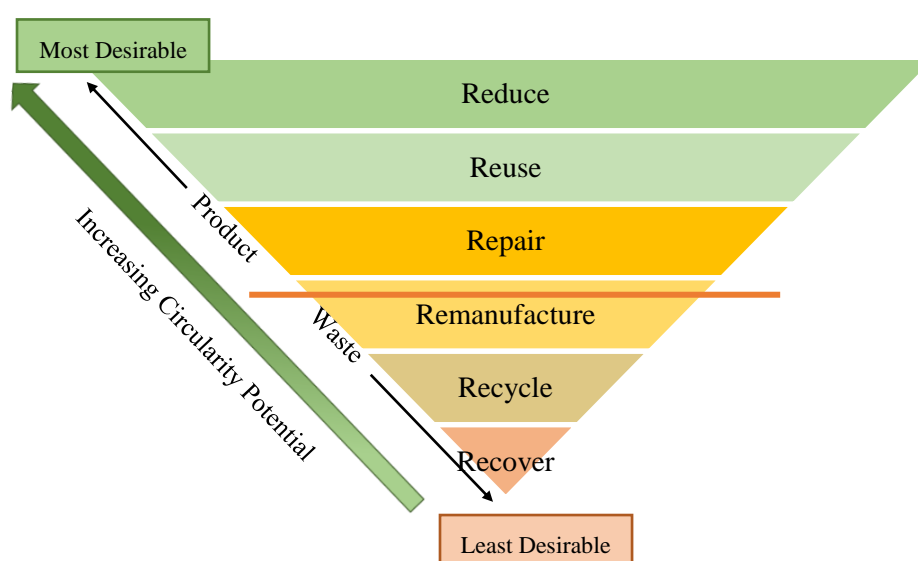 Most Desirable
Reduce
Reuse
Product
Repair
Increasing Circularity Potential
Waste
Remanufacture
Recycle
Recover
Least Desirable